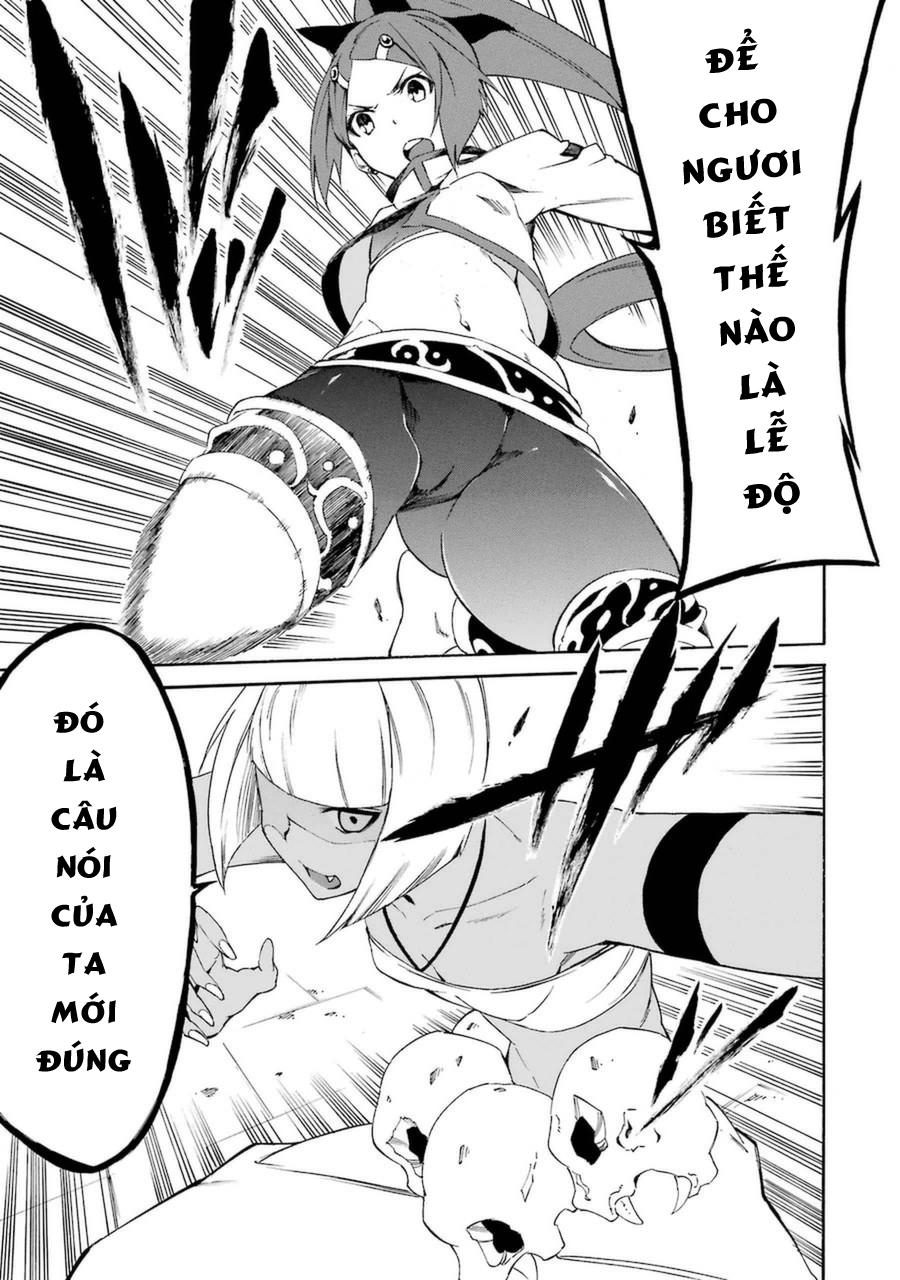 ĐỂ
CHO
NGƯƠI
BIẾT
THẾ
NÀO
LÀ
LỄ
ĐỘ
ĐÓ
LÀ
CÂU
NÓI
CỦA
TA
MỚI
ĐÚNG